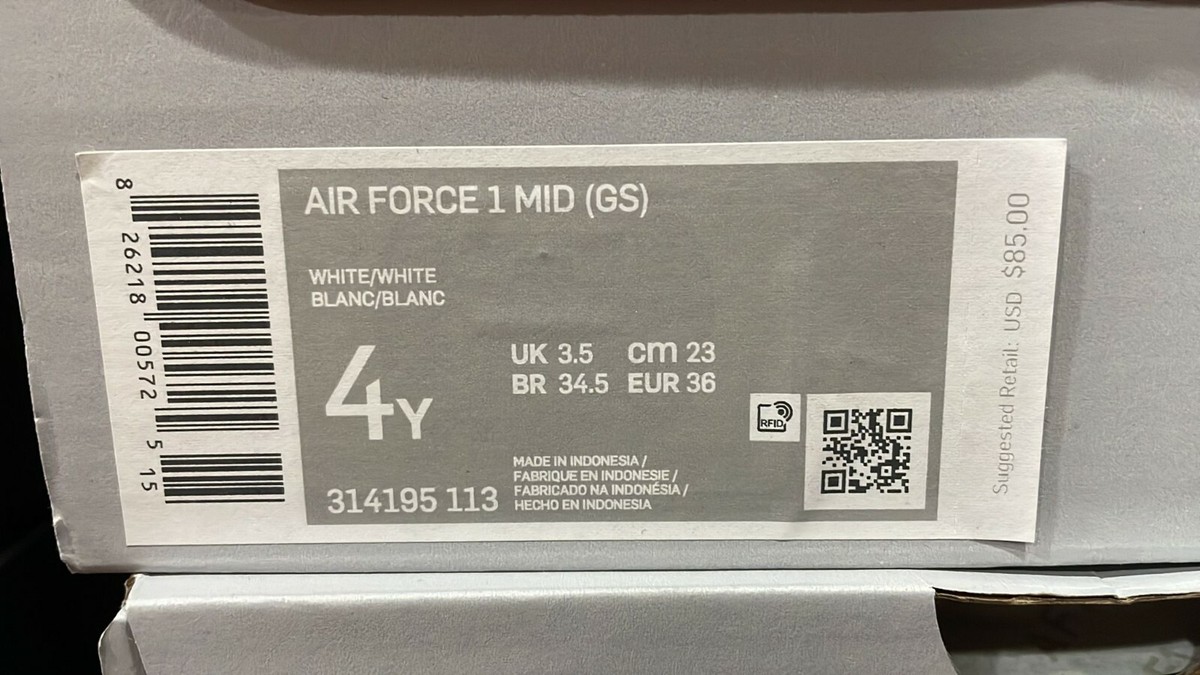 8 26218 00572 5 15
AIR FORCE 1 MID (GS)
WHITE/WHITE
BLANC/BLANC
4Y
UK 3.5 cm 23
BR 34.5 EUR 36
RFID
MADE IN INDONESIA /
FABRIQUE EN INDONESIE /
FABRICADO NA INDONÉSIA /
HECHO EN INDONESIA
314195 113
Suggested Retail: USD $85.00